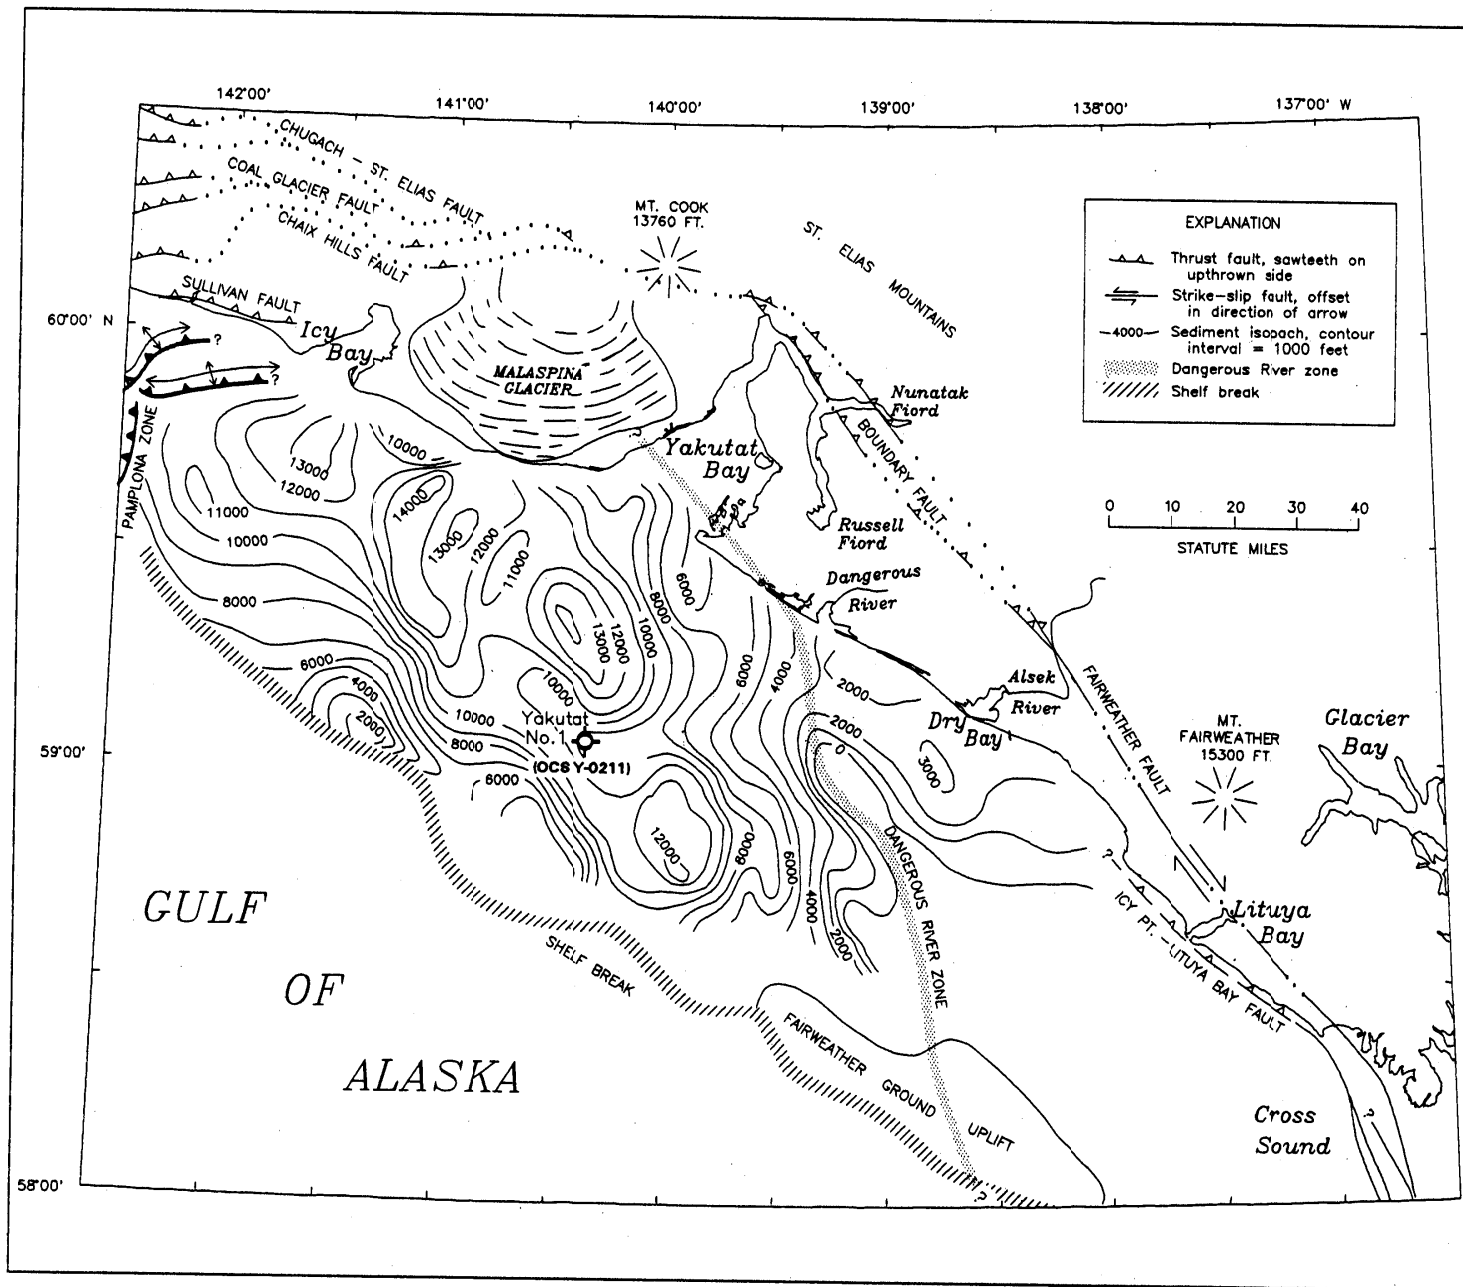 142°00'
141°00'
140°00'
139°00'
138°00'
137°00' W
CHUGACH – ST. ELIAS FAULT
COAL GLACIER FAULT
CHAIX HILLS FAULT
SULLIVAN FAULT
MT. COOK
13760 FT.
ST. ELIAS MOUNTAINS
EXPLANATION
Thrust fault, sawteeth on
upthrown side
Strike-slip fault, offset
in direction of arrow
—4000— Sediment isopach, contour
interval = 1000 feet
Dangerous River zone
Shelf break
60°00' N
Icy
Bay
?
?
MALASPINA
GLACIER
Nunatak
Fiord
PAMPLONA ZONE
?
Yakutat
Bay
BOUNDARY FAULT
Russell
Fiord
0 10 20 30 40
STATUTE MILES
10000
13000
12000
11000
10000
14000
13000
12000
11000
8000
6000
8000
10000
12000
13000
Dangerous
River
6000
4000
2000
6000
4000
2000
10000
8000
6000
10000
Yakutat
No. 1
(OCS Y-0211)
Alsek
River
Dry
Bay
FAIRWEATHER FAULT
MT.
FAIRWEATHER
15300 FT.
Glacier
Bay
59°00'
2000
0
3000
12000
8000
6000
4000
2000
DANGEROUS RIVER ZONE
?
ICY PT. – LITUYA BAY FAULT
Lituya
Bay
GULF
OF
ALASKA
SHELF BREAK
FAIRWEATHER GROUND UPLIFT
?
Cross
Sound
?
58°00'